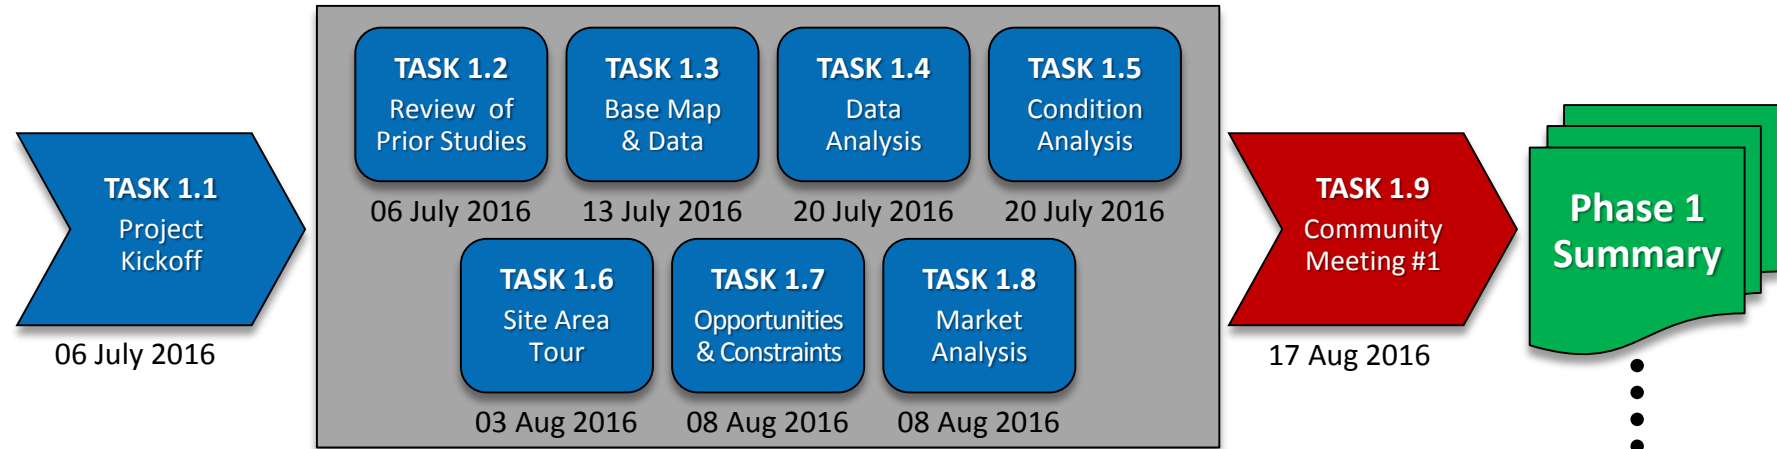 TASK 1.1
Project
Kickoff
06 July 2016
TASK 1.2
Review of
Prior Studies
06 July 2016
TASK 1.3
Base Map
& Data
13 July 2016
TASK 1.4
Data
Analysis
20 July 2016
TASK 1.5
Condition
Analysis
20 July 2016
TASK 1.6
Site Area
Tour
03 Aug 2016
TASK 1.7
Opportunities
& Constraints
08 Aug 2016
TASK 1.8
Market
Analysis
08 Aug 2016
TASK 1.9
Community
Meeting #1
17 Aug 2016
Phase 1
Summary